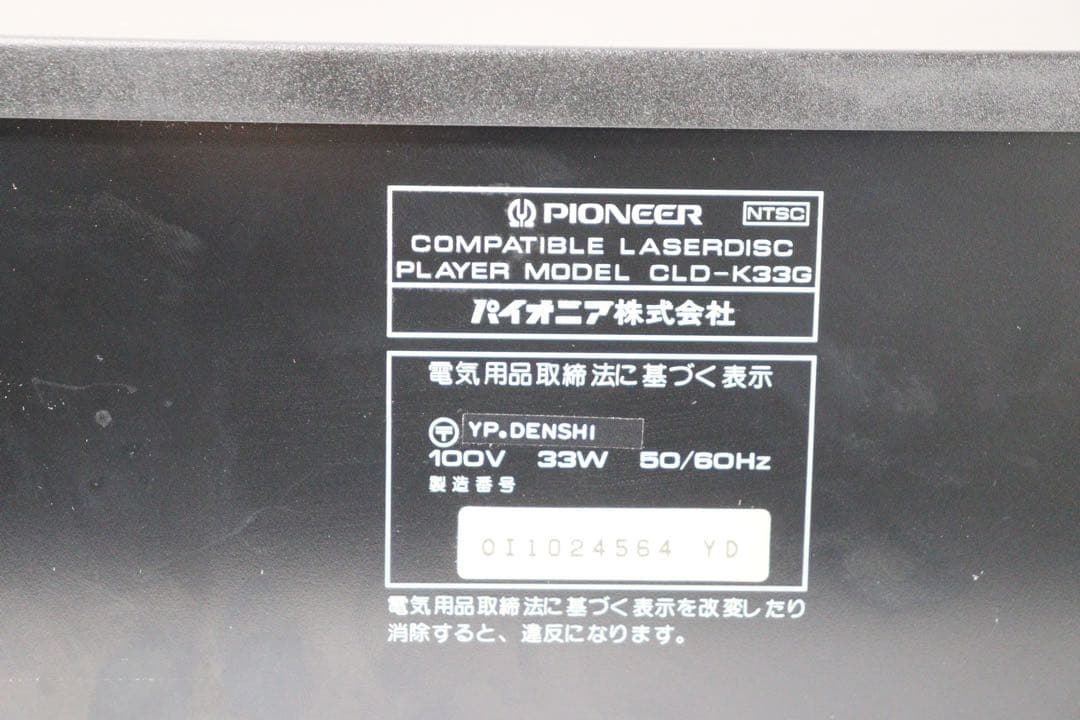 PIONEER NTSC
COMPATIBLE LASERDISC
PLAYER MODEL CLD-K33G
パイオニア株式会社
電気用品取締法に基づく表示
〒 YP.DENSHI
100V 33W 50/60Hz
製造番号
OI1024564 YD
電気用品取締法に基づく表示を改変したり
消除すると、違反になります。